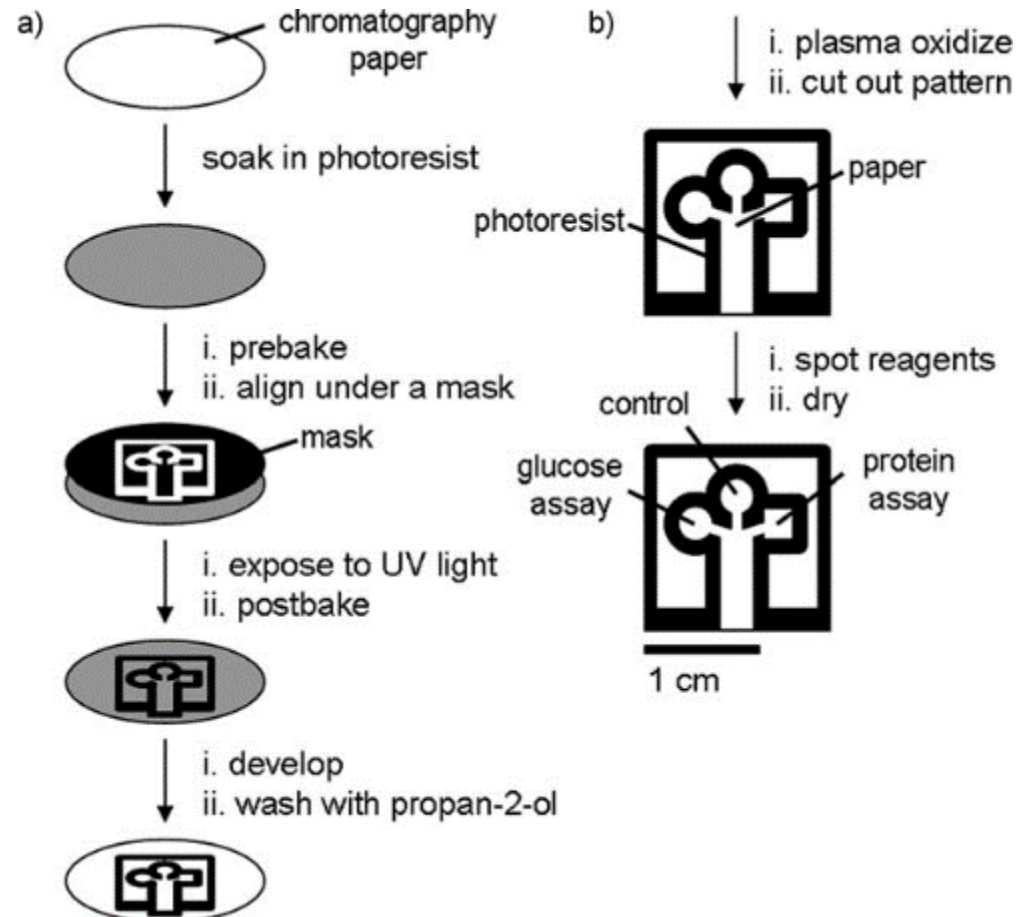 a)
chromatography
paper
soak in photoresist
i. prebake
ii. align under a mask
mask
i. expose to UV light
ii. postbake
i. develop
ii. wash with propan-2-ol
b)
i. plasma oxidize
ii. cut out pattern
paper
photoresist
i. spot reagents
ii. dry
control
glucose
assay
protein
assay
1 cm